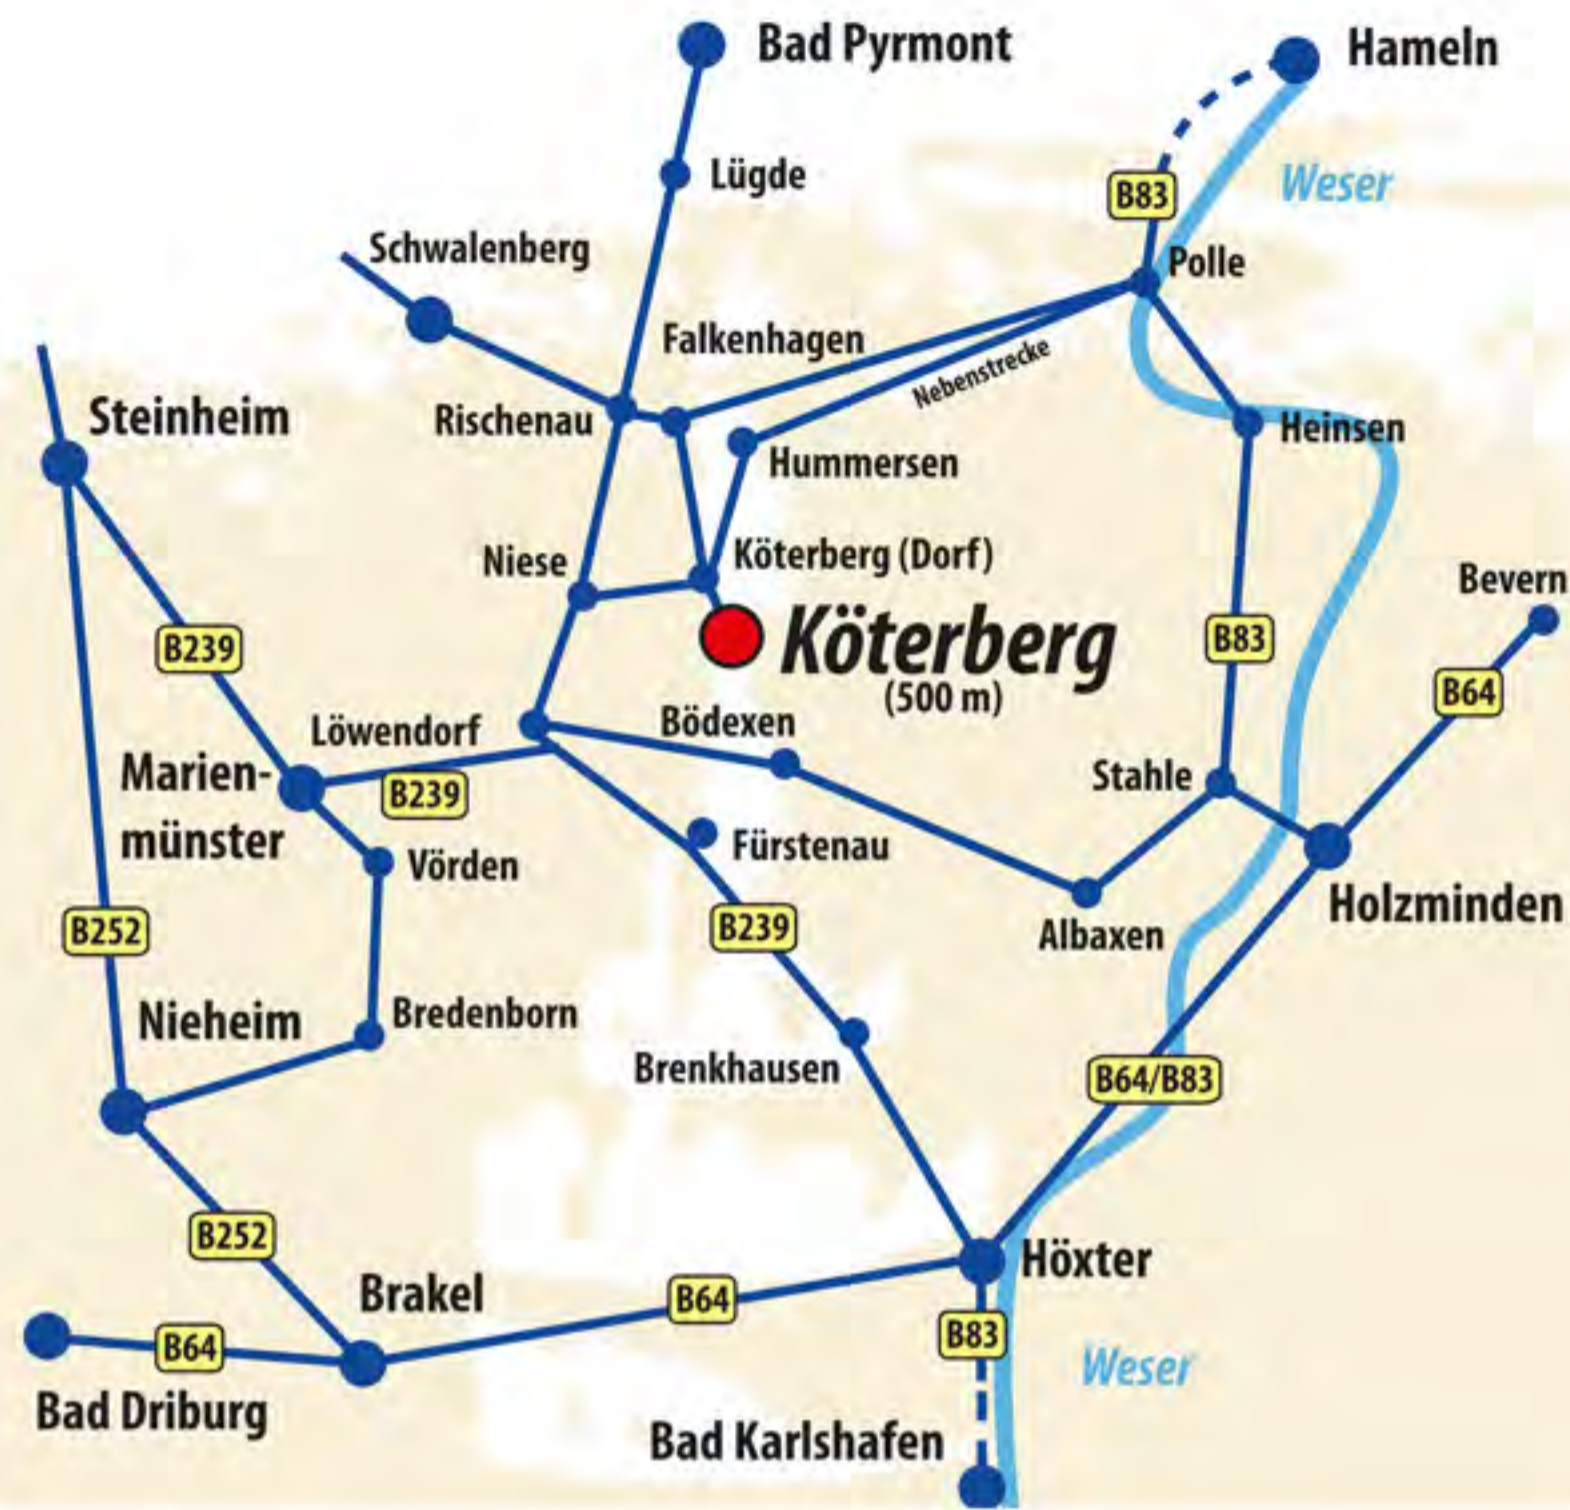 Bad Pyrmont
Hameln
Lügde
Weser
B83
Schwalenberg
Polle
Falkenhagen
Nebenstrecke
Steinheim
Rischenau
Heinsen
Hummersen
Niese
Köterberg (Dorf)
Bevern
B239
Köterberg
(500 m)
B83
B64
Löwendorf
Bödexen
Marien-
münster
B239
Stahle
Vörden
Fürstenau
Holzminden
B252
B239
Albaxen
Nieheim
Bredenborn
Brenkhausen
B64/B83
B252
Brakel
B64
Höxter
B64
B83
Weser
Bad Driburg
Bad Karlshafen